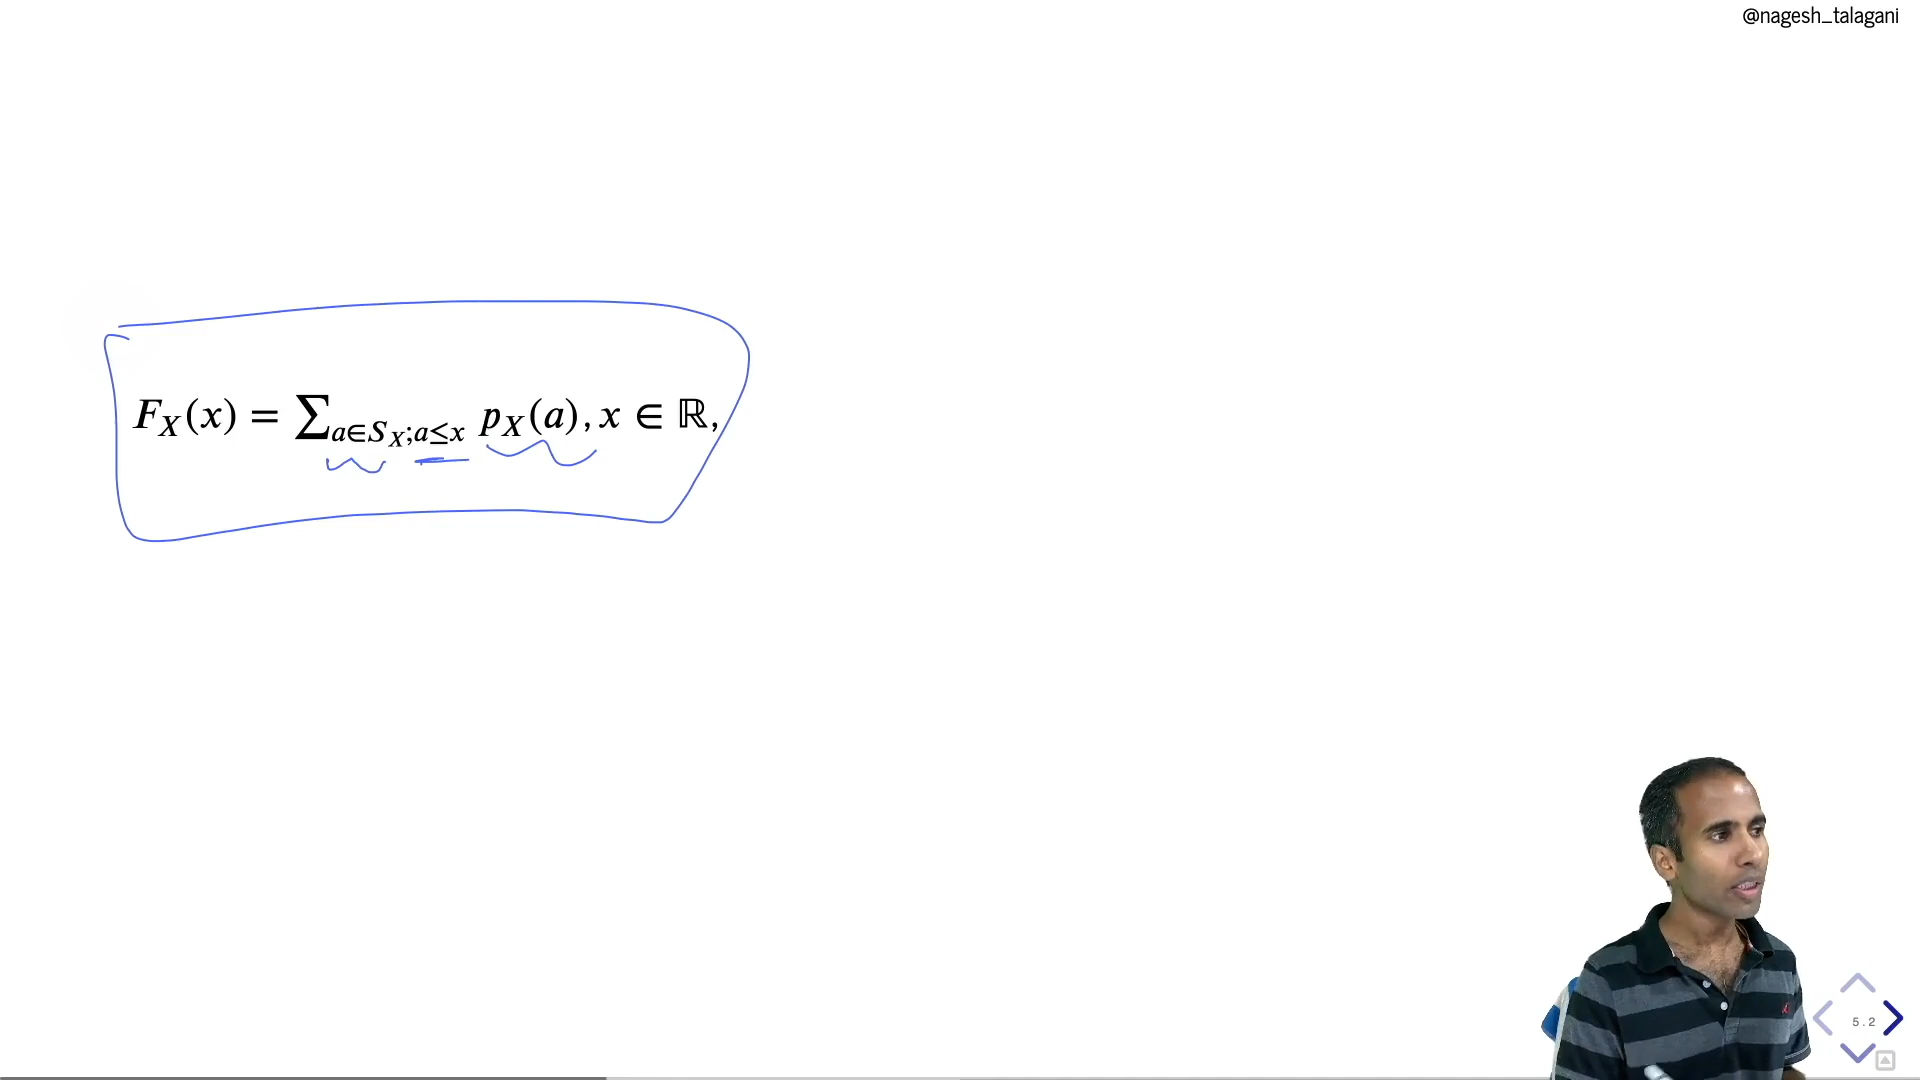 @nagesh_talagani
F_X(x) = ∑_{a∈S_X;a≤x} p_X(a), x ∈ ℝ,
5.2